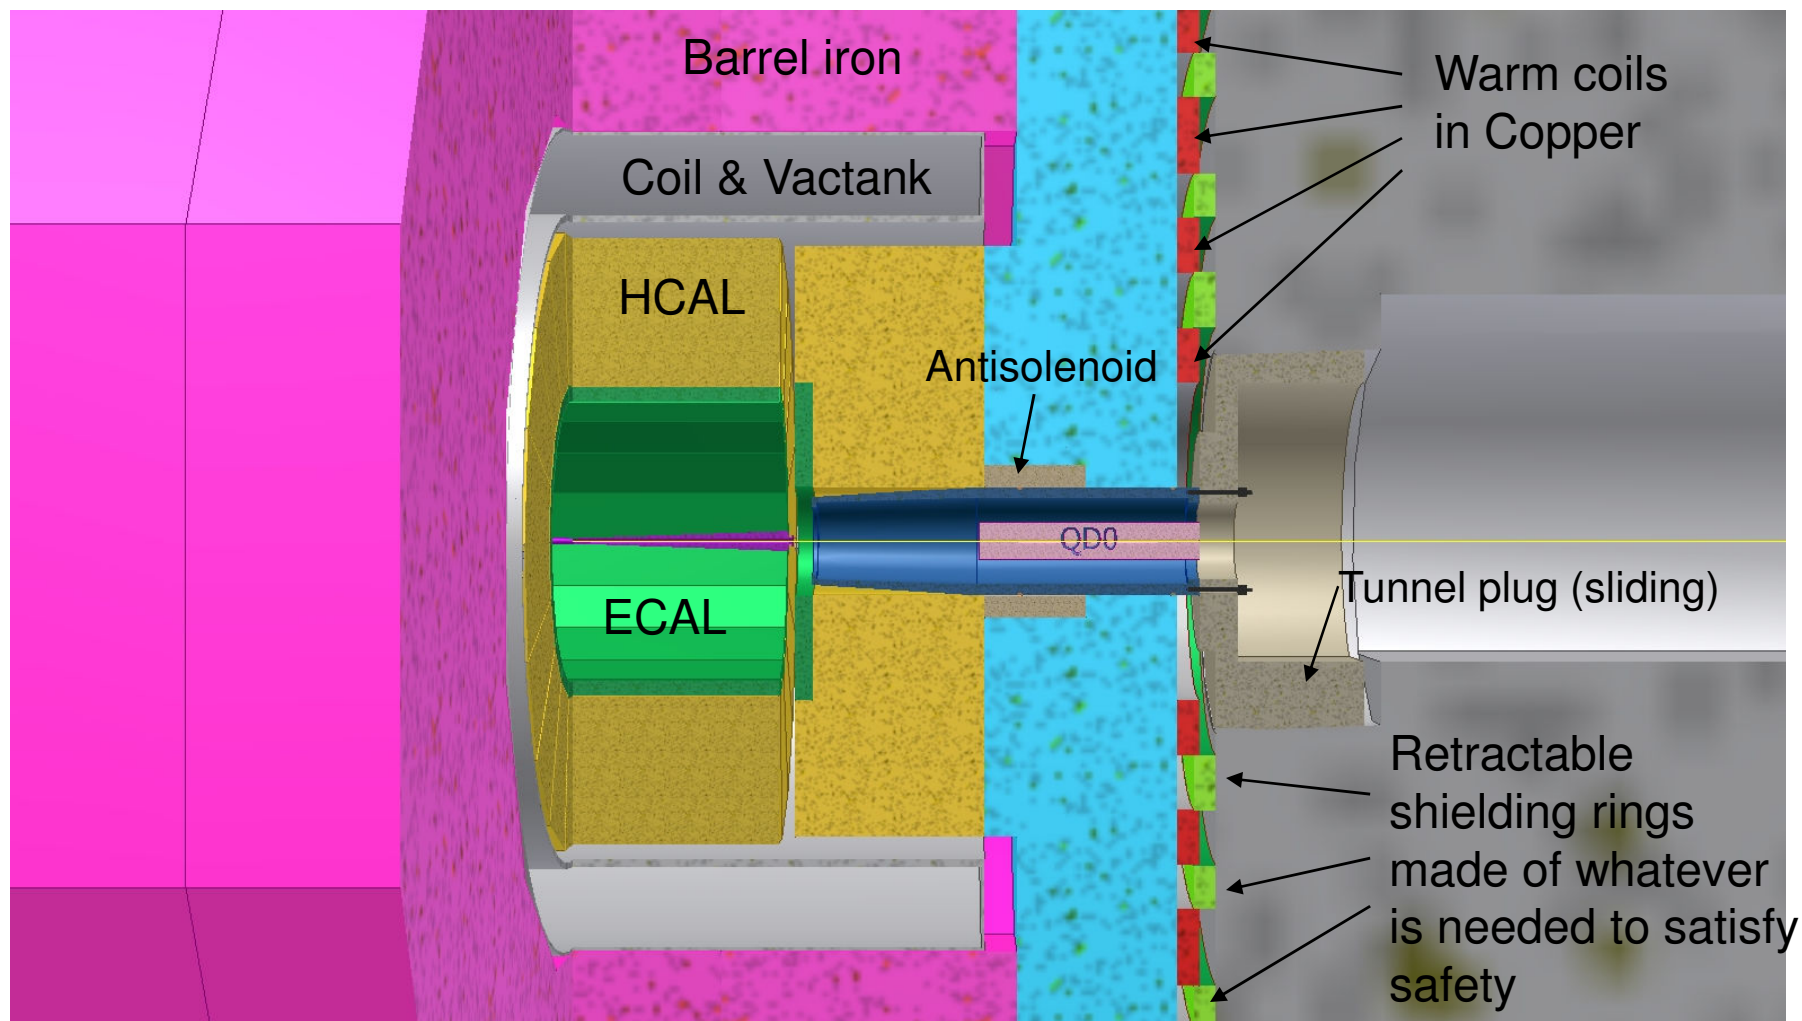 Barrel iron
Warm coils
in Copper
Coil & Vactank
HCAL
Antisolenoid
QD0
Tunnel plug (sliding)
ECAL
Retractable
shielding rings
made of whatever
is needed to satisfy
safety